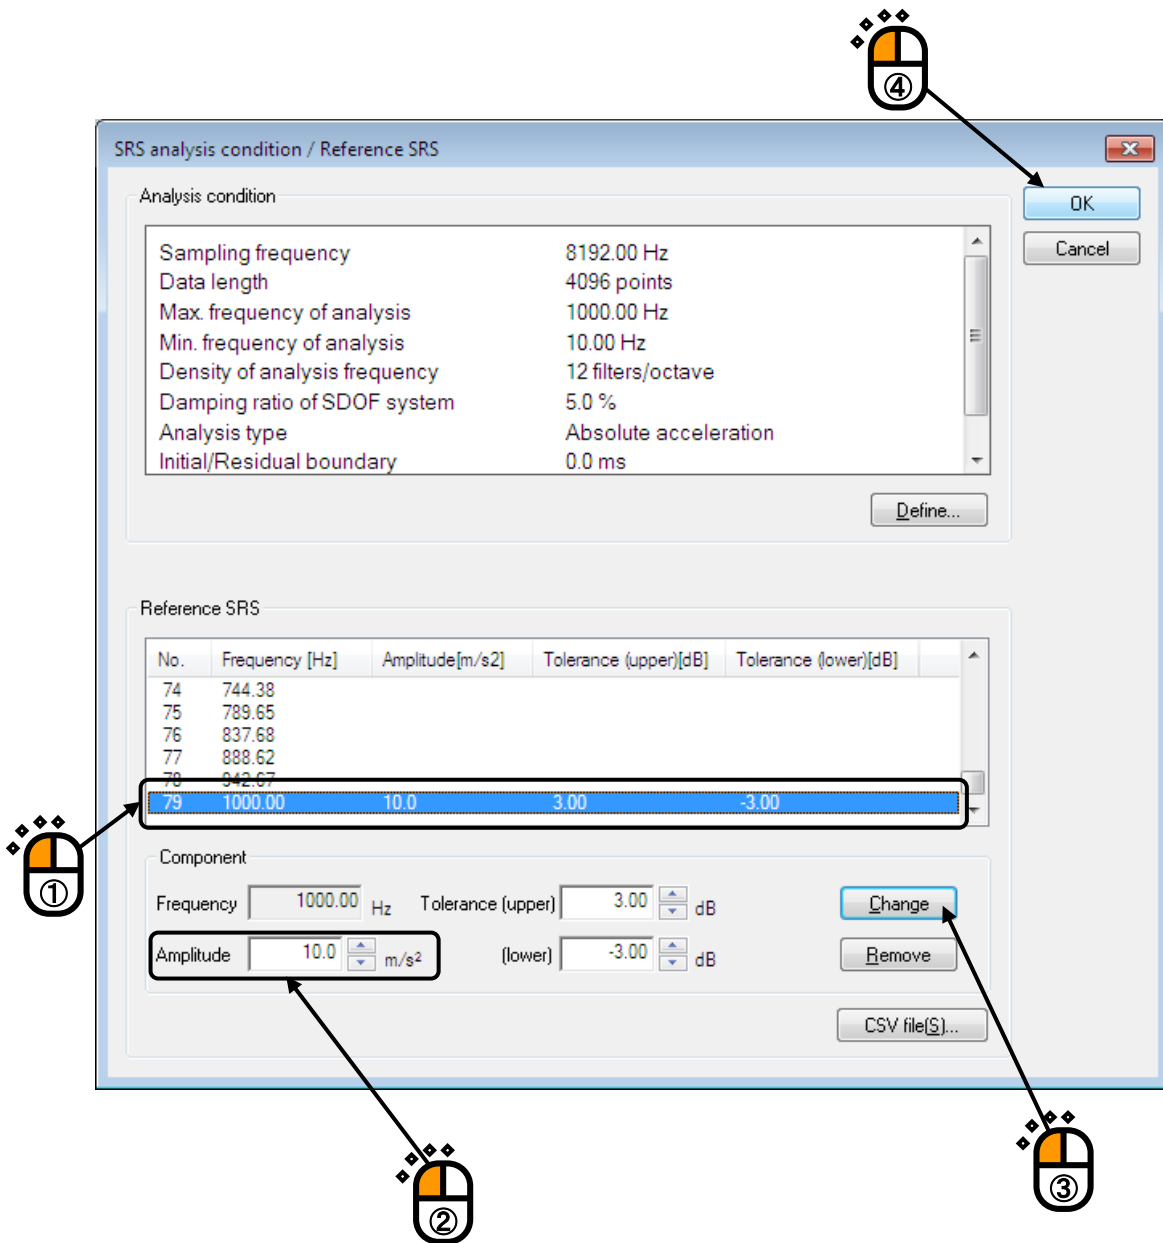 ④
SRS analysis condition / Reference SRS
Analysis condition
OK
Cancel
Sampling frequency 8192.00 Hz
Data length 4096 points
Max. frequency of analysis 1000.00 Hz
Min. frequency of analysis 10.00 Hz
Density of analysis frequency 12 filters/octave
Damping ratio of SDOF system 5.0 %
Analysis type Absolute acceleration
Initial/Residual boundary 0.0 ms
Define...
Reference SRS
No. Frequency [Hz] Amplitude[m/s2] Tolerance (upper)[dB] Tolerance (lower)[dB]
74 744.38
75 789.65
76 837.68
77 888.62
78 942.67
79 1000.00 10.0 3.00 -3.00
①
Component
Frequency 1000.00 Hz Tolerance (upper) 3.00 dB Change
Amplitude 10.0 m/s² (lower) -3.00 dB Remove
CSV file(S)...
③
②